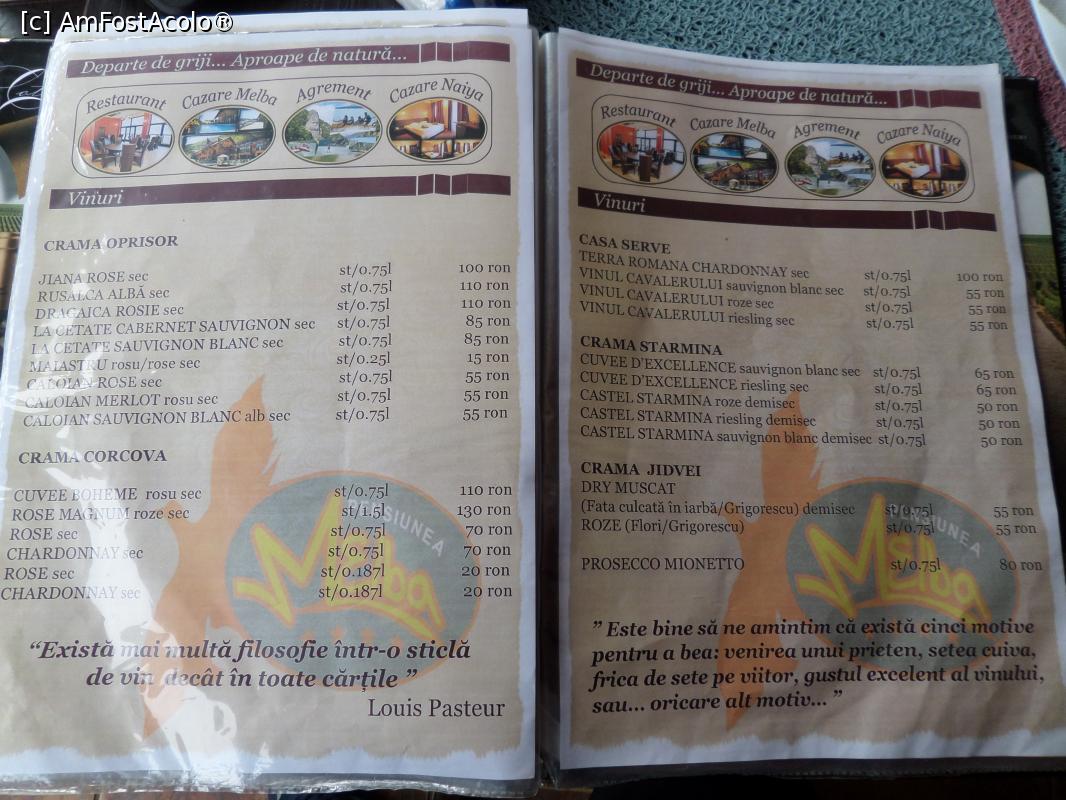 [c] AmFostAcolo®
Departe de griji... Aproape de natură...
Restaurant Cazare Melba Agrement Cazare Naiya
Vinuri
CRAMA OPRISOR
JIANA ROSE sec st/0.75l 100 ron
RUSALCA ALBĂ sec st/0.75l 110 ron
DRAGAICA ROSIE sec st/0.75l 110 ron
LA CETATE CABERNET SAUVIGNON sec st/0.75l 85 ron
LA CETATE SAUVIGNON BLANC sec st/0.75l 85 ron
MAIASTRU rosu/rose sec st/0.25l 15 ron
CALOIAN ROSE sec st/0.75l 55 ron
CALOIAN MERLOT rosu sec st/0.75l 55 ron
CALOIAN SAUVIGNON BLANC alb sec st/0.75l 55 ron
CRAMA CORCOVA
CUVEE BOHEME rosu sec st/0.75l 110 ron
ROSE MAGNUM roze sec st/1.5l 130 ron
ROSE sec st/0.75l 70 ron
CHARDONNAY sec st/0.75l 70 ron
ROSE sec st/0.187l 20 ron
CHARDONNAY sec st/0.187l 20 ron
PENSIUNEA
Melba
“Există mai multă filosofie într-o sticlă
de vin decât în toate cărțile ”
Louis Pasteur
Departe de griji... Aproape de natură...
Restaurant Cazare Melba Agrement Cazare Naiya
Vinuri
CASA SERVE
TERRA ROMANA CHARDONNAY sec st/0.75l 100 ron
VINUL CAVALERULUI sauvignon blanc sec st/0.75l 55 ron
VINUL CAVALERULUI roze sec st/0.75l 55 ron
VINUL CAVALERULUI riesling sec st/0.75l 55 ron
CRAMA STARMINA
CUVEE D'EXCELLENCE sauvignon blanc sec st/0.75l 65 ron
CUVEE D'EXCELLENCE riesling sec st/0.75l 65 ron
CASTEL STARMINA roze demisec st/0.75l 50 ron
CASTEL STARMINA riesling demisec st/0.75l 50 ron
CASTEL STARMINA sauvignon blanc demisec st/0.75l 50 ron
CRAMA JIDVEI
DRY MUSCAT
(Fata culcată în iarbă/Grigorescu) demisec st/0.75l 55 ron
ROZE (Flori/Grigorescu) st/0.75l 55 ron
PROSECCO MIONETTO st/0.75l 80 ron
PENSIUNEA
Melba
” Este bine să ne amintim că există cinci motive
pentru a bea: venirea unui prieten, setea cuiva,
frica de sete pe viitor, gustul excelent al vinului,
sau... oricare alt motiv...”